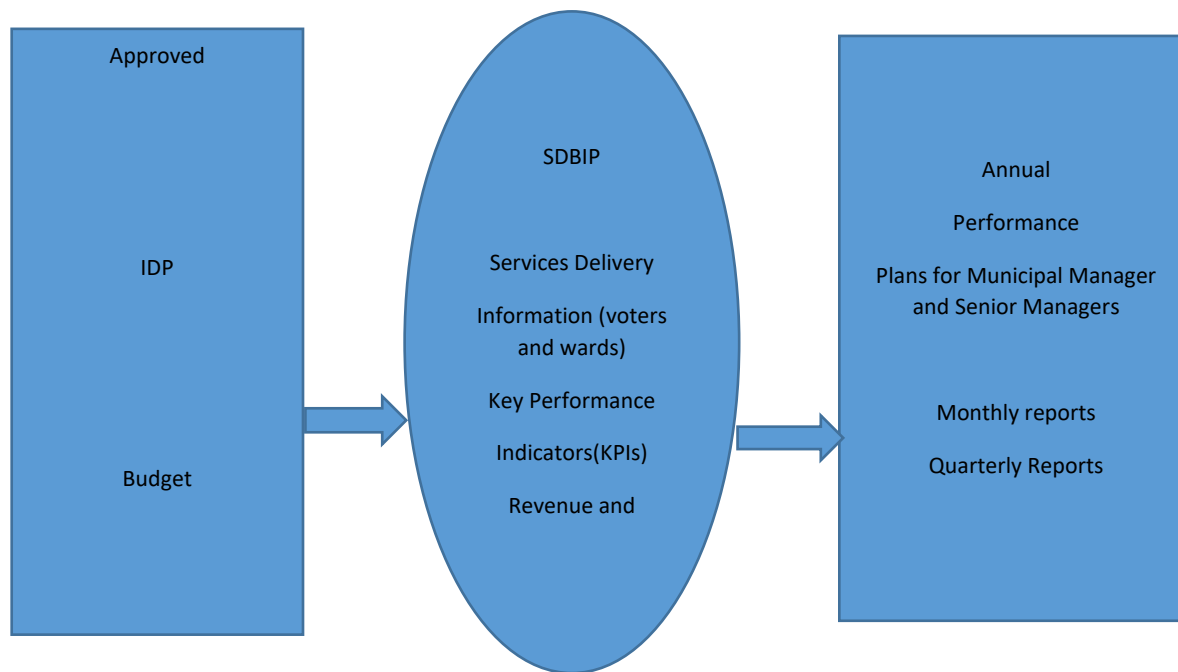 Approved
IDP
Budget
SDBIP
Services Delivery
Information (voters
and wards)
Key Performance
Indicators(KPIs)
Revenue and
Annual
Performance
Plans for Municipal Manager
and Senior Managers
Monthly reports
Quarterly Reports